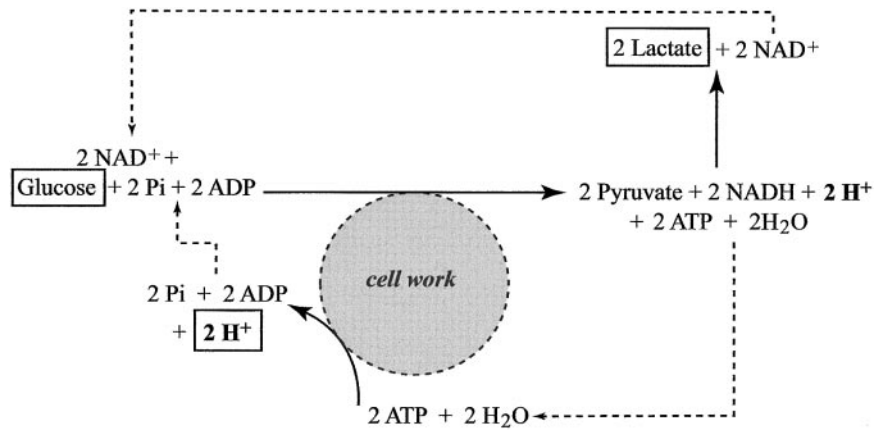 2 Lactate + 2 NAD⁺
2 NAD⁺ +
Glucose + 2 Pi + 2 ADP
2 Pyruvate + 2 NADH + 2 H⁺
+ 2 ATP + 2H₂O
cell work
2 Pi + 2 ADP
+ 2 H⁺
2 ATP + 2 H₂O